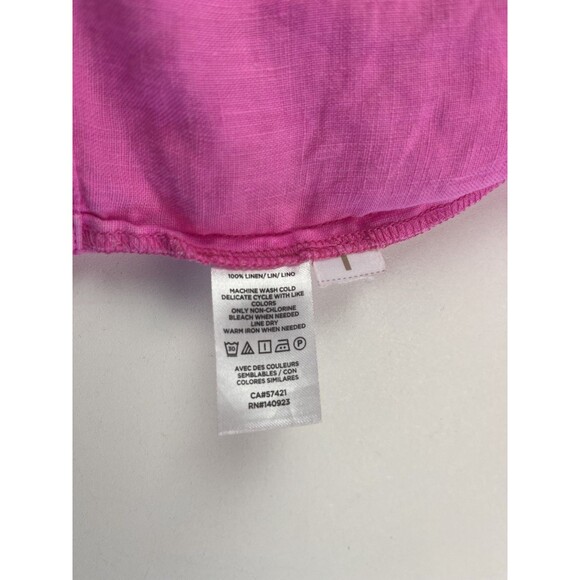 100% LINEN/ LIN/ LINO
MACHINE WASH COLD
DELICATE CYCLE WITH LIKE
COLORS
ONLY NON-CHLORINE
BLEACH WHEN NEEDED
LINE DRY
WARM IRON WHEN NEEDED
30 P
AVEC DES COULEURS
SEMBLABLES / CON
COLORES SIMILARES
CA#57421
RN#140923